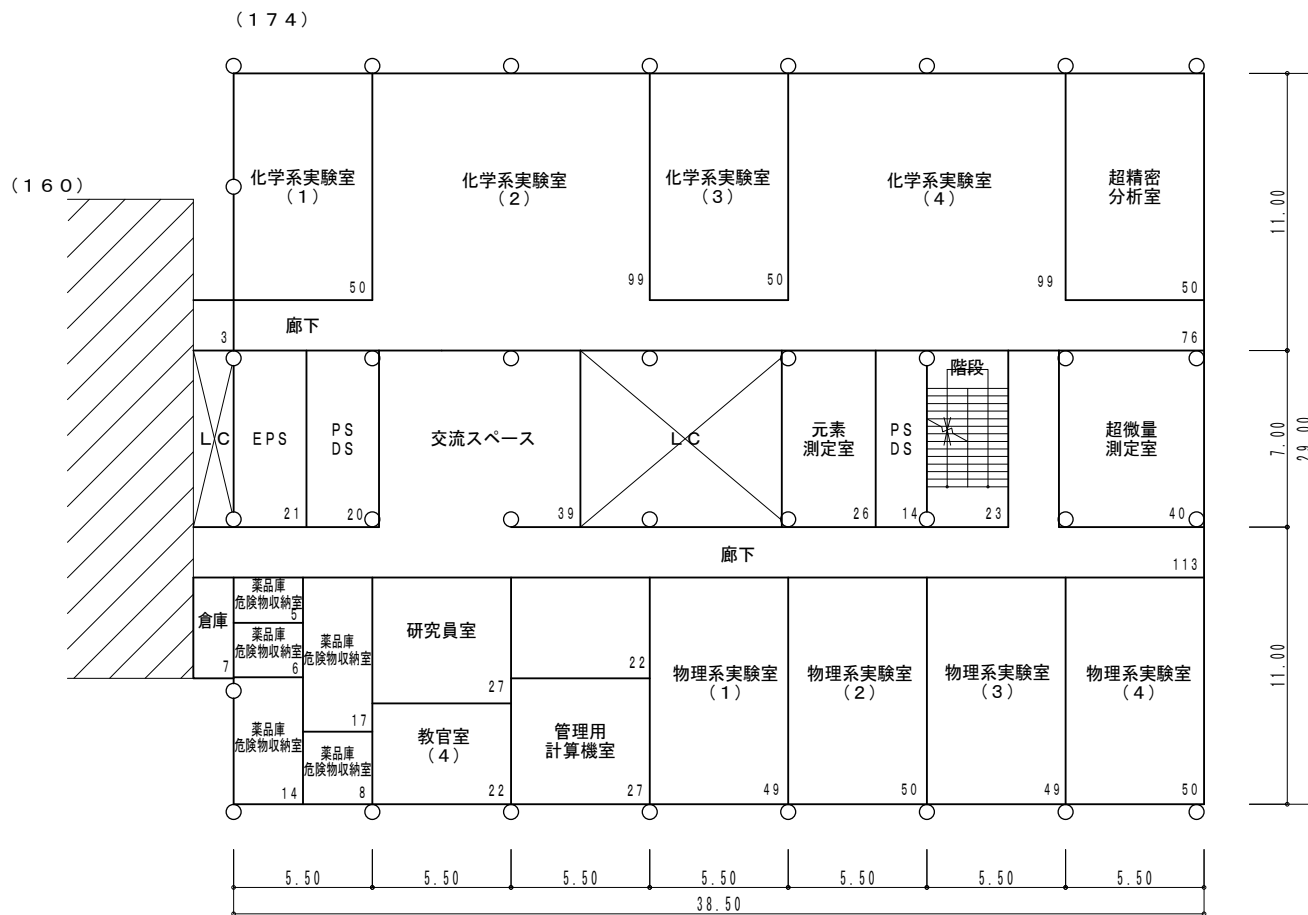 (174)
(160)
化学系実験室
(1)
50
化学系実験室
(2)
99
化学系実験室
(3)
50
化学系実験室
(4)
99
超精密
分析室
50
11.00
3
廊下
76
LC
EPS
21
PS
DS
20
交流スペース
39
LC
元素
測定室
26
PS
DS
14
階段
23
超微量
測定室
40
7.00
29.00
廊下
113
倉庫
7
薬品庫
危険物収納室
5
薬品庫
危険物収納室
6
薬品庫
危険物収納室
14
薬品庫
危険物収納室
17
薬品庫
危険物収納室
8
研究員室
27
教官室
(4)
22
22
管理用
計算機室
27
物理系実験室
(1)
49
物理系実験室
(2)
50
物理系実験室
(3)
49
物理系実験室
(4)
50
11.00
5.50
5.50
5.50
5.50
5.50
5.50
5.50
38.50